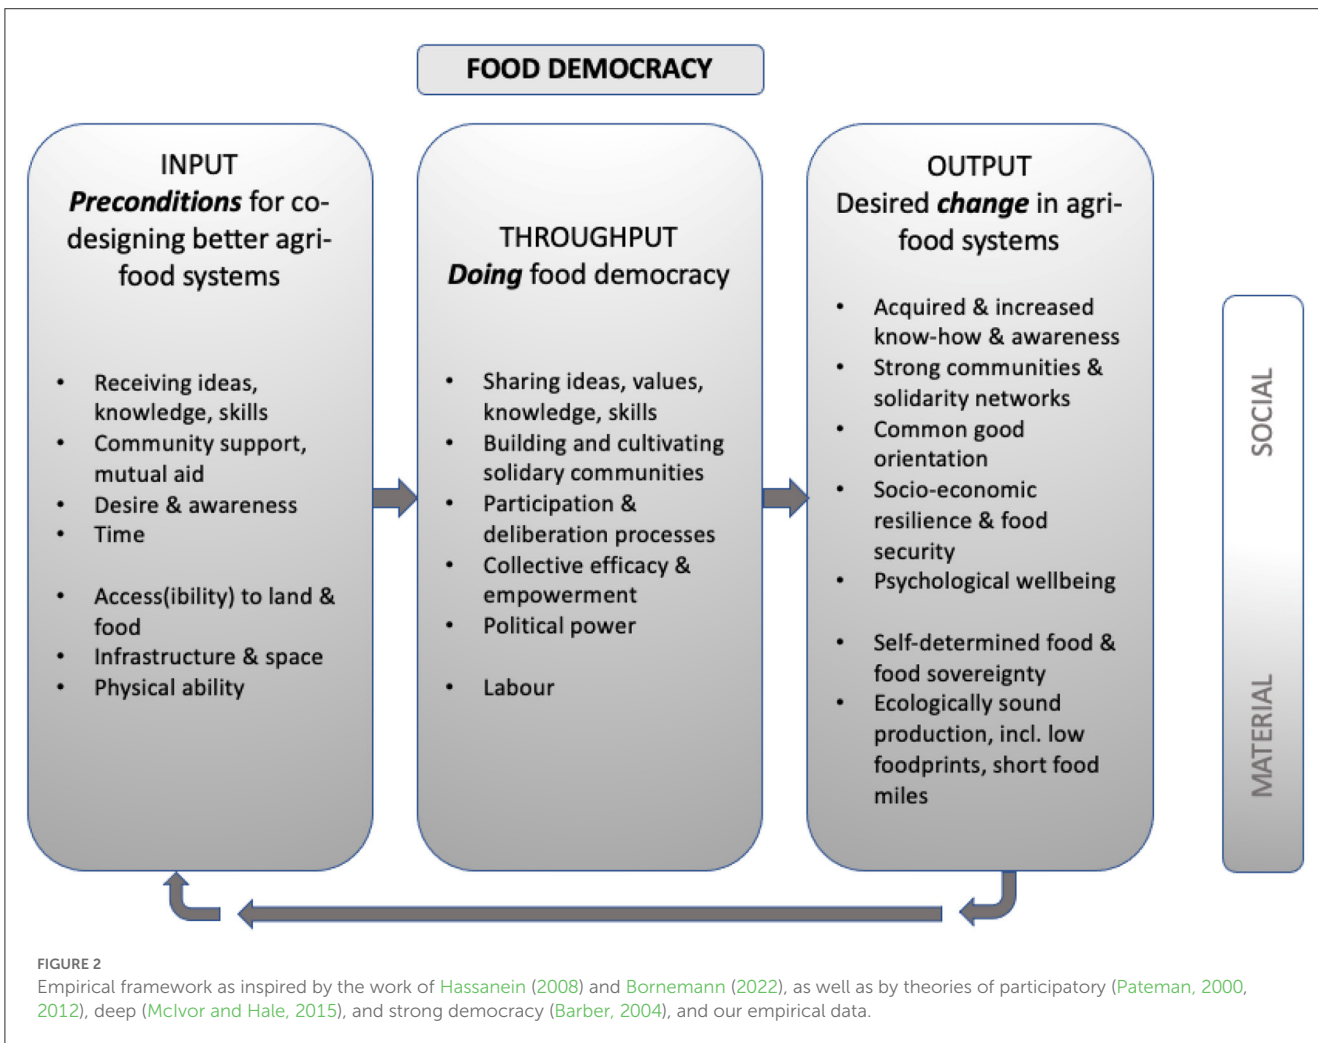 FOOD DEMOCRACY
INPUT
Preconditions for co-
designing better agri-
food systems
• Receiving ideas,
knowledge, skills
• Community support,
mutual aid
• Desire & awareness
• Time
• Access(ibility) to land &
food
• Infrastructure & space
• Physical ability
THROUGHPUT
Doing food democracy
• Sharing ideas, values,
knowledge, skills
• Building and cultivating
solidary communities
• Participation &
deliberation processes
• Collective efficacy &
empowerment
• Political power
• Labour
OUTPUT
Desired change in agri-
food systems
• Acquired & increased
know-how & awareness
• Strong communities &
solidarity networks
• Common good
orientation
• Socio-economic
resilience & food
security
• Psychological wellbeing
• Self-determined food &
food sovereignty
• Ecologically sound
production, incl. low
foodprints, short food
miles
SOCIAL
MATERIAL
FIGURE 2
Empirical framework as inspired by the work of Hassanein (2008) and Bornemann (2022), as well as by theories of participatory (Pateman, 2000,
2012), deep (McIvor and Hale, 2015), and strong democracy (Barber, 2004), and our empirical data.